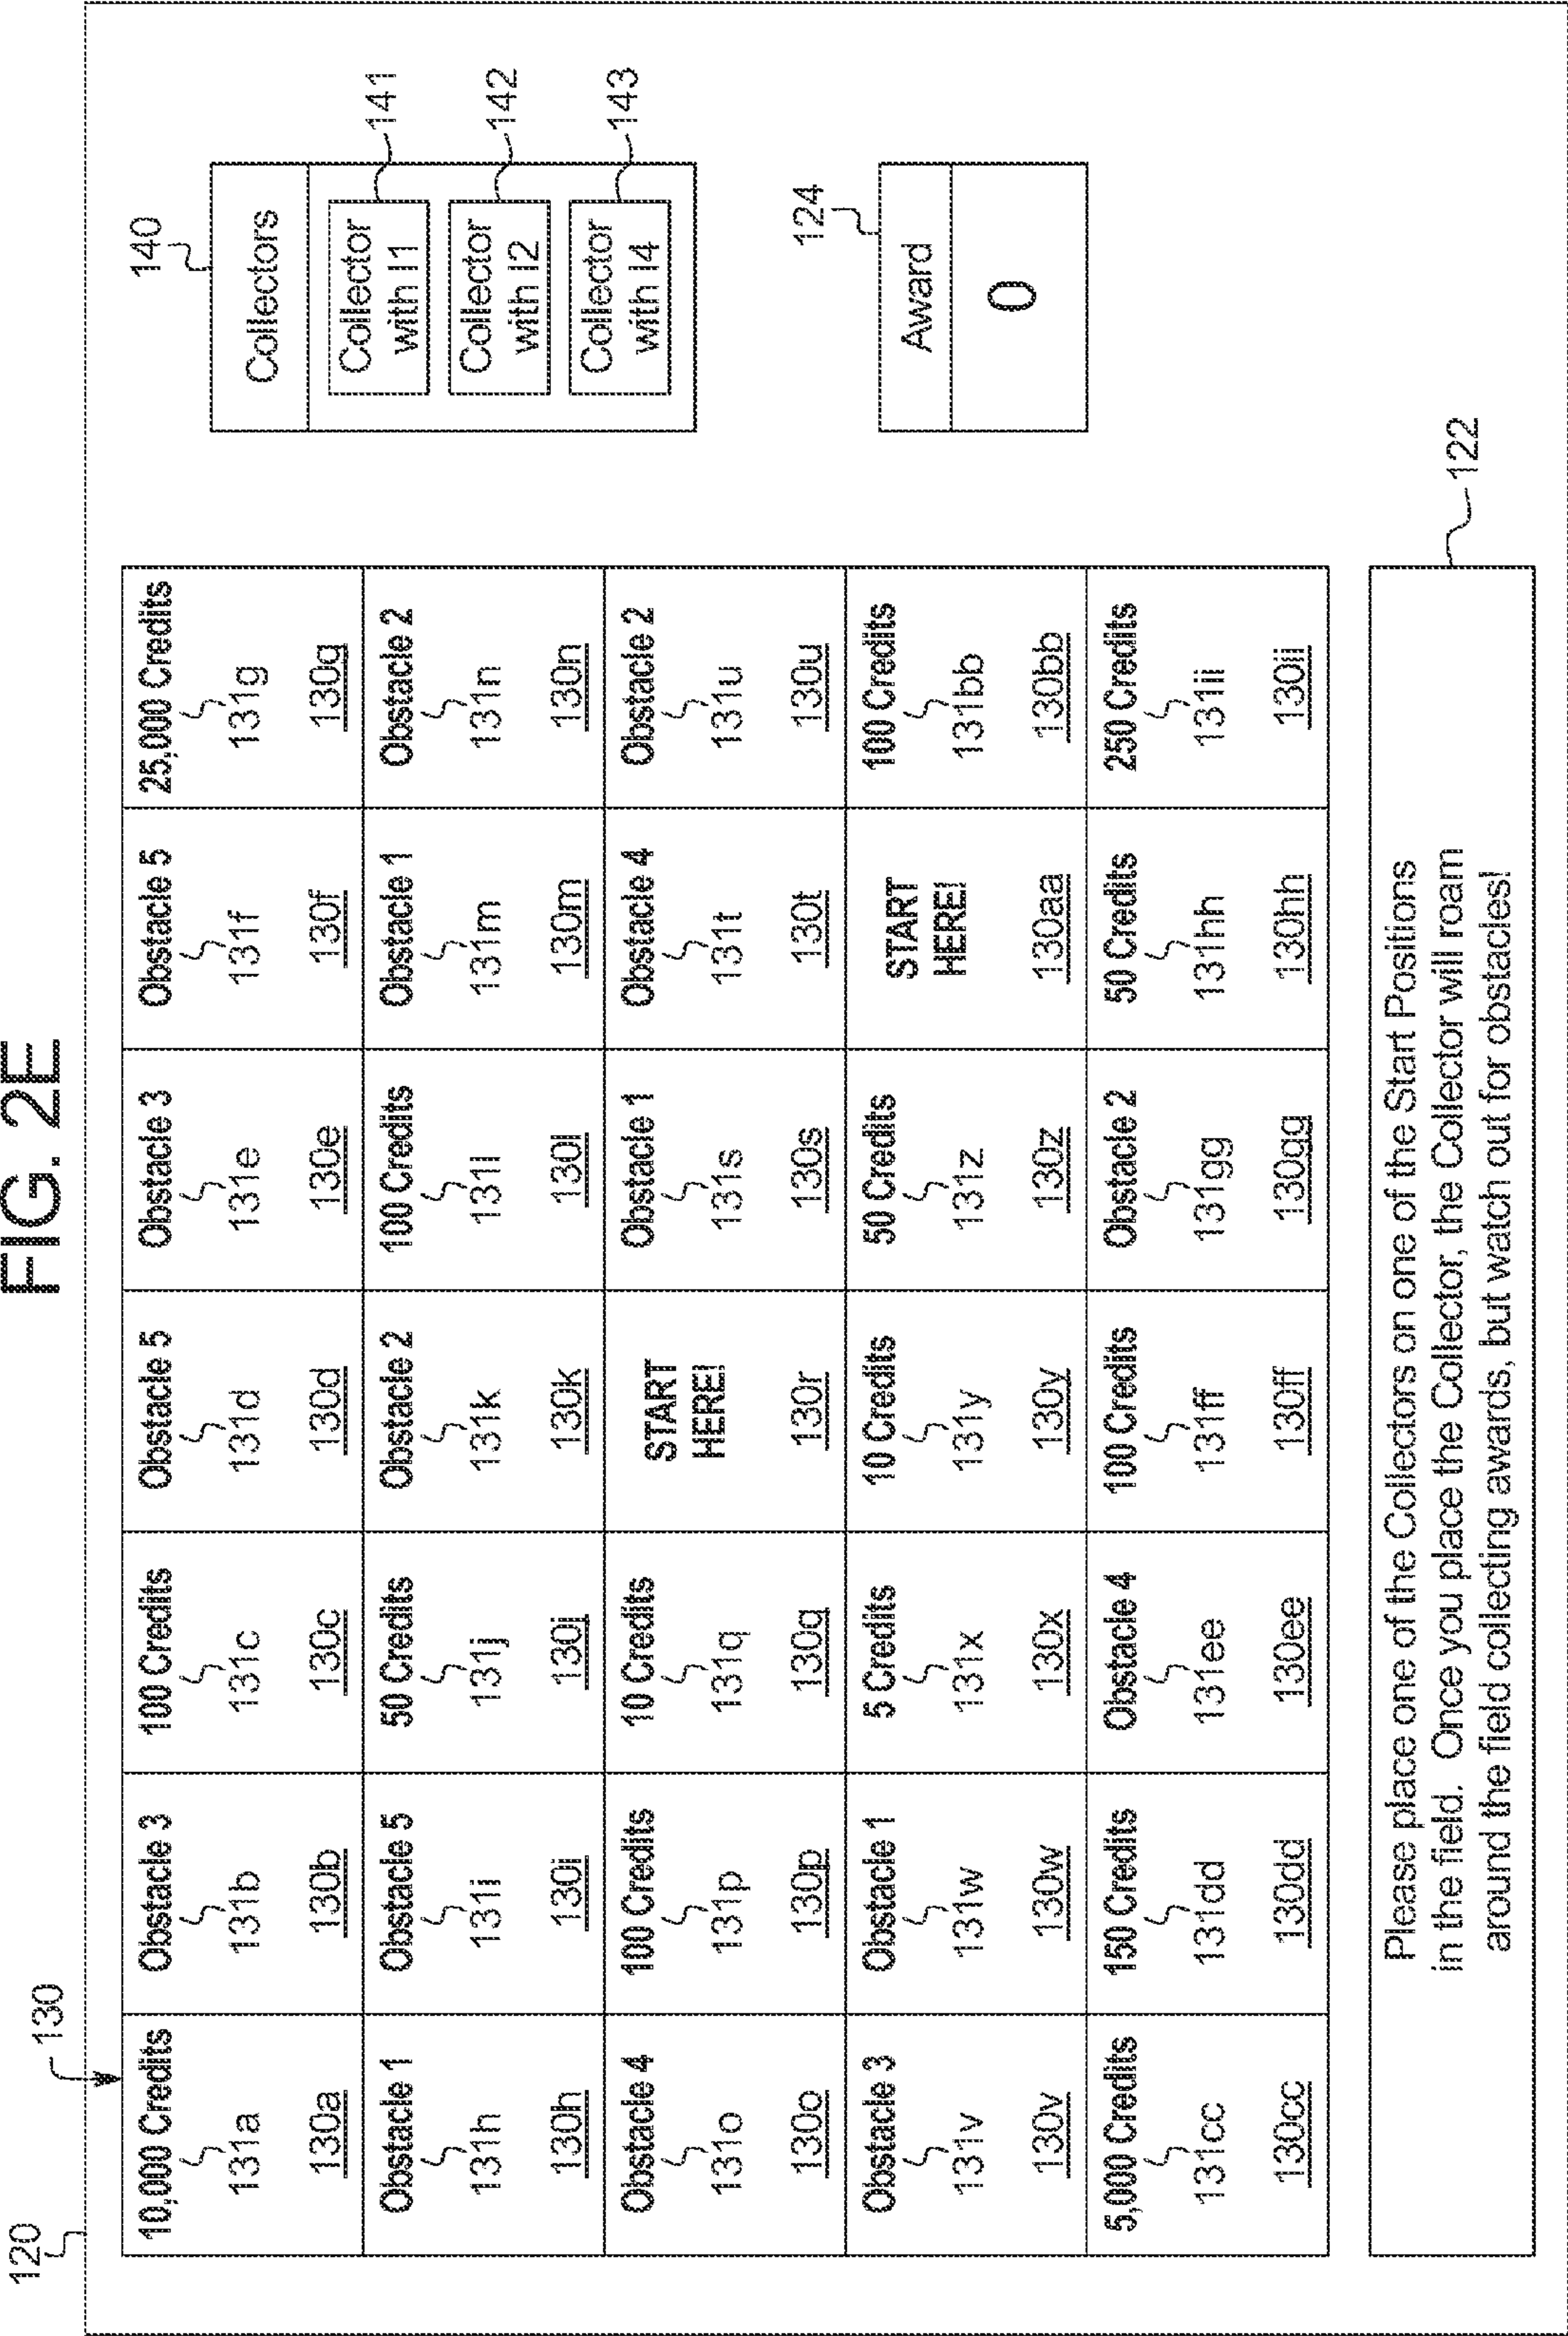 FIG. 2E
120
130
10,000 Credits
131a
130a
Obstacle 3
131b
130b
100 Credits
131c
130c
Obstacle 5
131d
130d
Obstacle 3
131e
130e
Obstacle 5
131f
130f
25,000 Credits
131g
130g
Obstacle 1
131h
130h
Obstacle 5
131i
130i
50 Credits
131j
130j
Obstacle 2
131k
130k
100 Credits
131l
130l
Obstacle 1
131m
130m
Obstacle 2
131n
130n
Obstacle 4
131o
130o
100 Credits
131p
130p
10 Credits
131q
130q
START
HERE!
130r
Obstacle 1
131s
130s
Obstacle 4
131t
130t
Obstacle 2
131u
130u
Obstacle 3
131v
130v
Obstacle 1
131w
130w
5 Credits
131x
130x
10 Credits
131y
130y
50 Credits
131z
130z
START
HERE!
130aa
100 Credits
131bb
130bb
5,000 Credits
131cc
130cc
150 Credits
131dd
130dd
Obstacle 4
131ee
130ee
100 Credits
131ff
130ff
Obstacle 2
131gg
130gg
50 Credits
131hh
130hh
250 Credits
131ii
130ii
140
Collectors
Collector
with I1
141
Collector
with I2
142
Collector
with I4
143
124
Award
0
Please place one of the Collectors on one of the Start Positions
in the field. Once you place the Collector, the Collector will roam
around the field collecting awards, but watch out for obstacles!
122